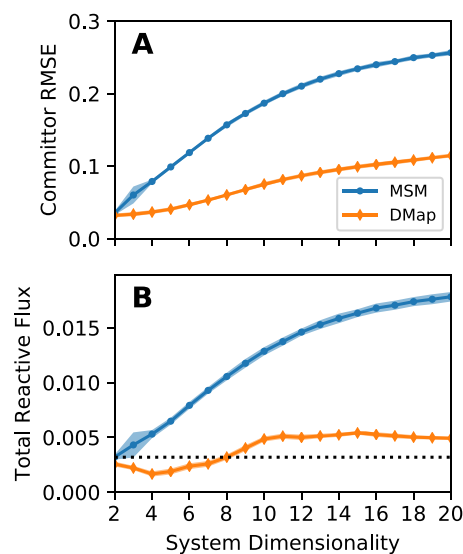 A
0.3
0.2
0.1
0.0
Committor RMSE
MSM
DMap
B
0.015
0.010
0.005
0.000
Total Reactive Flux
2 4 6 8 10 12 14 16 18 20
System Dimensionality